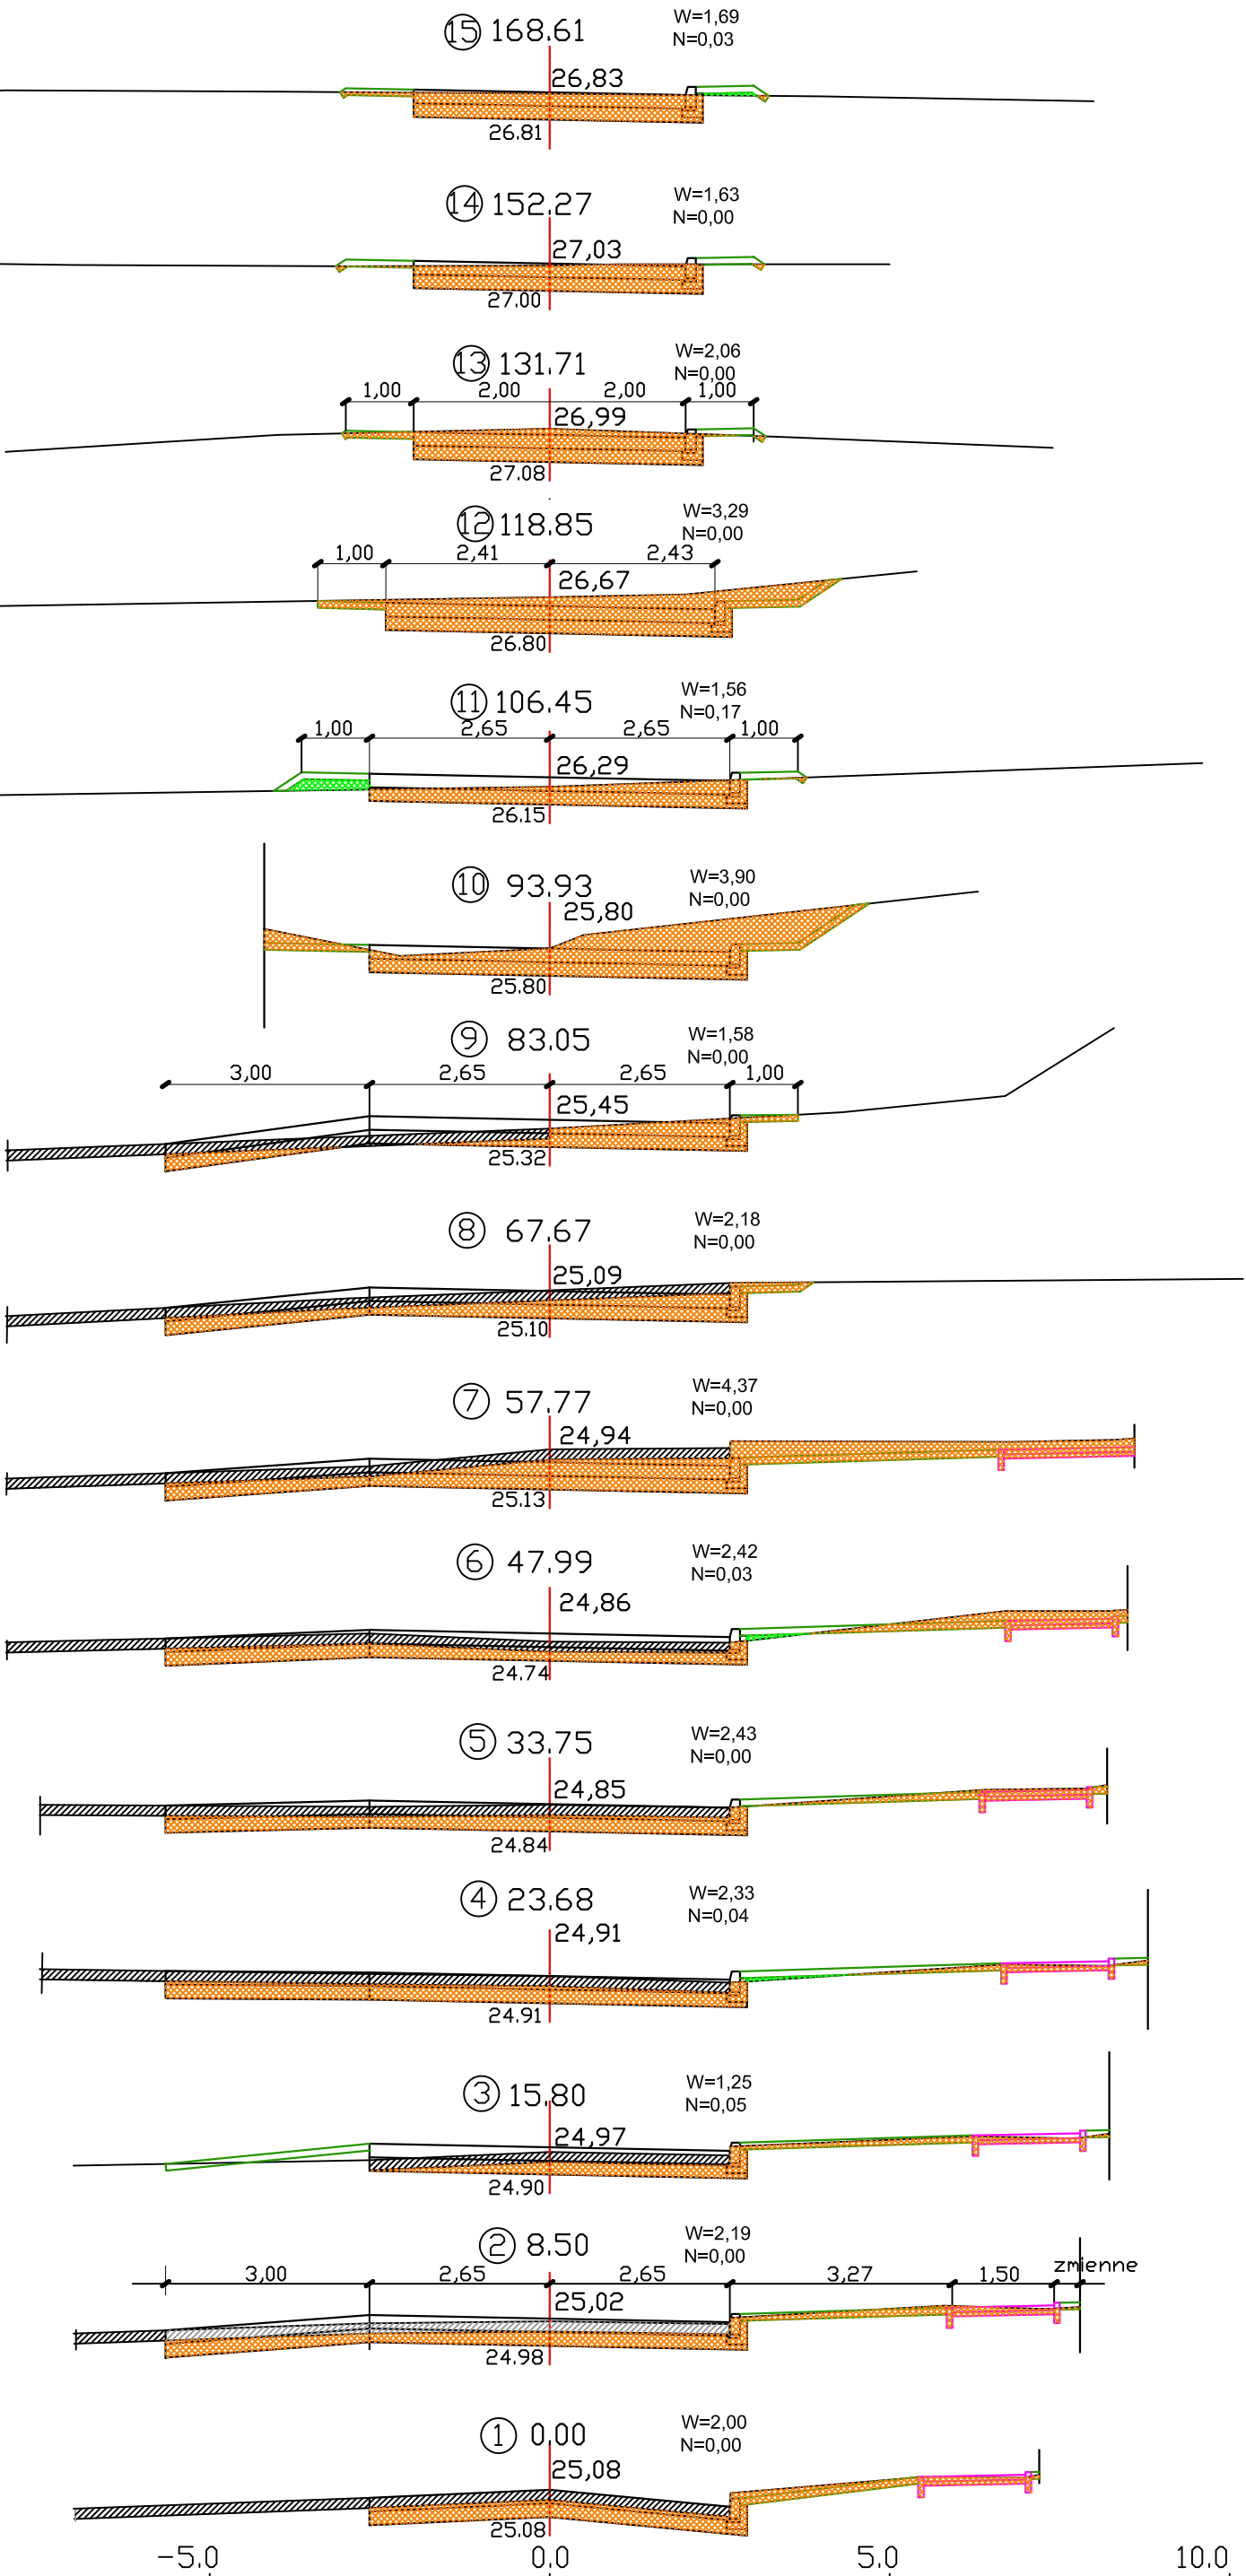 15 168.61 W=1,69
N=0,03
26,83
26.81
14 152.27 W=1,63
N=0,00
27,03
27.00
13 131.71 W=2,06
N=0,00
1,00 2,00 2,00 1,00
26,99
27.08
12 118.85 W=3,29
N=0,00
1,00 2,41 2,43
26,67
26.80
11 106.45 W=1,56
N=0,17
1,00 2,65 2,65 1,00
26,29
26.15
10 93.93 W=3,90
N=0,00
25,80
25.80
9 83.05 W=1,58
N=0,00
3,00 2,65 2,65 1,00
25,45
25.32
8 67.67 W=2,18
N=0,00
25,09
25.10
7 57.77 W=4,37
N=0,00
24,94
25.13
6 47.99 W=2,42
N=0,03
24,86
24.74
5 33.75 W=2,43
N=0,00
24,85
24.84
4 23.68 W=2,33
N=0,04
24,91
24.91
3 15.80 W=1,25
N=0,05
24,97
24.90
2 8.50 W=2,19
N=0,00
3,00 2,65 2,65 3,27 1,50 zmienne
25,02
24.98
1 0.00 W=2,00
N=0,00
25,08
25.08
-5.0 0.0 5.0 10.0